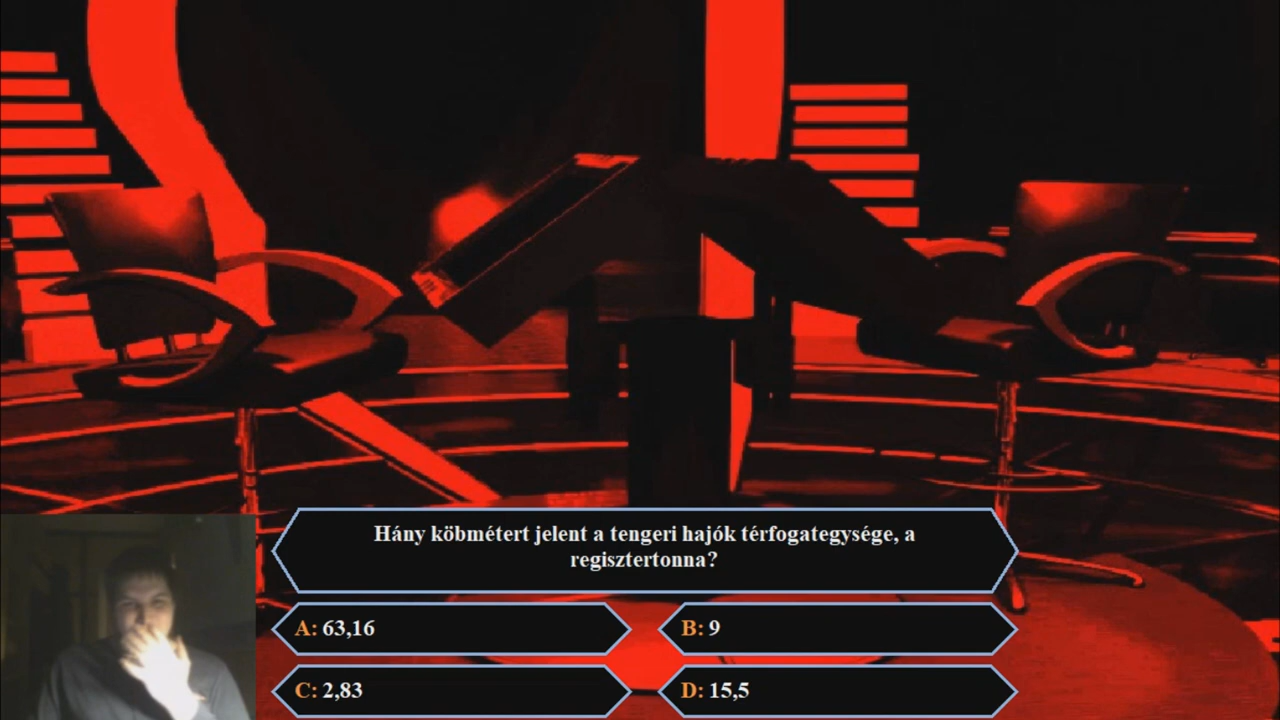 Hány köbmétert jelent a tengeri hajók térfogategysége, a
regisztertonna?
A: 63,16
B: 9
C: 2,83
D: 15,5